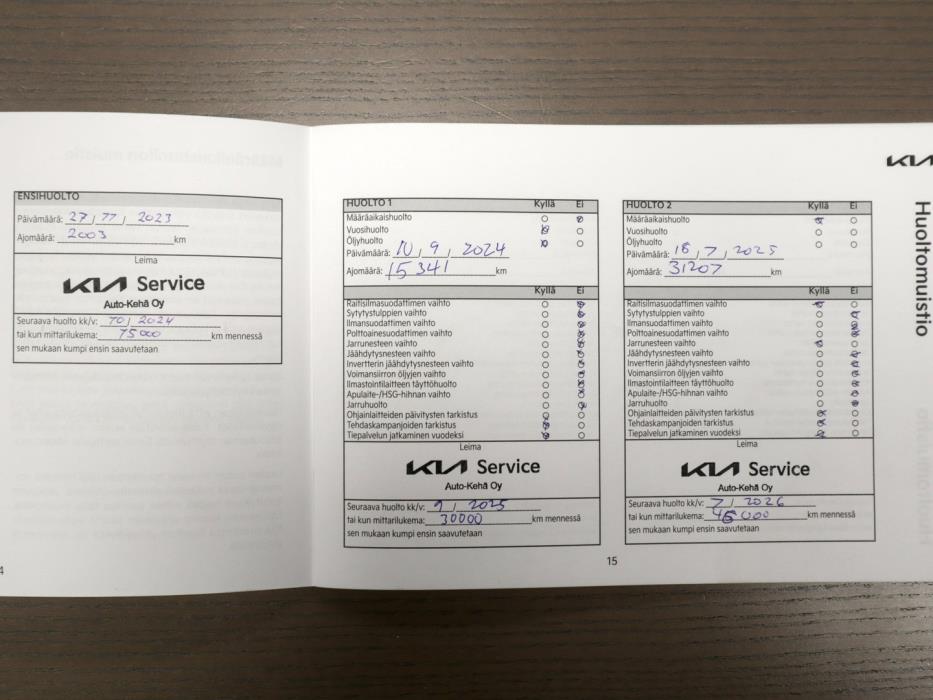 ENSIHUOLTO
Päivämäärä: 27 / 11 / 2023
Ajomäärä: 2003 km
Leima
KIA Service
Auto-Kehä Oy
Seuraava huolto kk/v: 10 / 2024
tai kun mittarilukema: 15000 km mennessä
sen mukaan kumpi ensin saavutetaan
HUOLTO 1 Kyllä Ei
Määräaikaishuolto
Vuosihuolto
Öljyhuolto
Päivämäärä: 10 / 9 / 2024
Ajomäärä: 15341 km
Kyllä Ei
Raitisilmasuodattimen vaihto
Sytytystulppien vaihto
Ilmansuodattimen vaihto
Polttoainesuodattimen vaihto
Jarrunesteen vaihto
Jäähdytysnesteen vaihto
Invertterin jäähdytysnesteen vaihto
Voimansiirron öljyjen vaihto
Ilmastointilaitteen täyttöhuolto
Apulaite-/HSG-hihnan vaihto
Jarruhuolto
Ohjainlaitteiden päivitysten tarkistus
Tehdaskampanjoiden tarkistus
Tiepalvelun jatkaminen vuodeksi
Leima
KIA Service
Auto-Kehä Oy
Seuraava huolto kk/v: 9 / 2025
tai kun mittarilukema: 30000 km mennessä
sen mukaan kumpi ensin saavutetaan
HUOLTO 2 Kyllä Ei
Määräaikaishuolto
Vuosihuolto
Öljyhuolto
Päivämäärä: 18 / 7 / 2025
Ajomäärä: 31207 km
Kyllä Ei
Raitisilmasuodattimen vaihto
Sytytystulppien vaihto
Ilmansuodattimen vaihto
Polttoainesuodattimen vaihto
Jarrunesteen vaihto
Jäähdytysnesteen vaihto
Invertterin jäähdytysnesteen vaihto
Voimansiirron öljyjen vaihto
Ilmastointilaitteen täyttöhuolto
Apulaite-/HSG-hihnan vaihto
Jarruhuolto
Ohjainlaitteiden päivitysten tarkistus
Tehdaskampanjoiden tarkistus
Tiepalvelun jatkaminen vuodeksi
Leima
KIA Service
Auto-Kehä Oy
Seuraava huolto kk/v: 7 / 2026
tai kun mittarilukema: 45000 km mennessä
sen mukaan kumpi ensin saavutetaan
KIA
Huoltomuistio
4
15